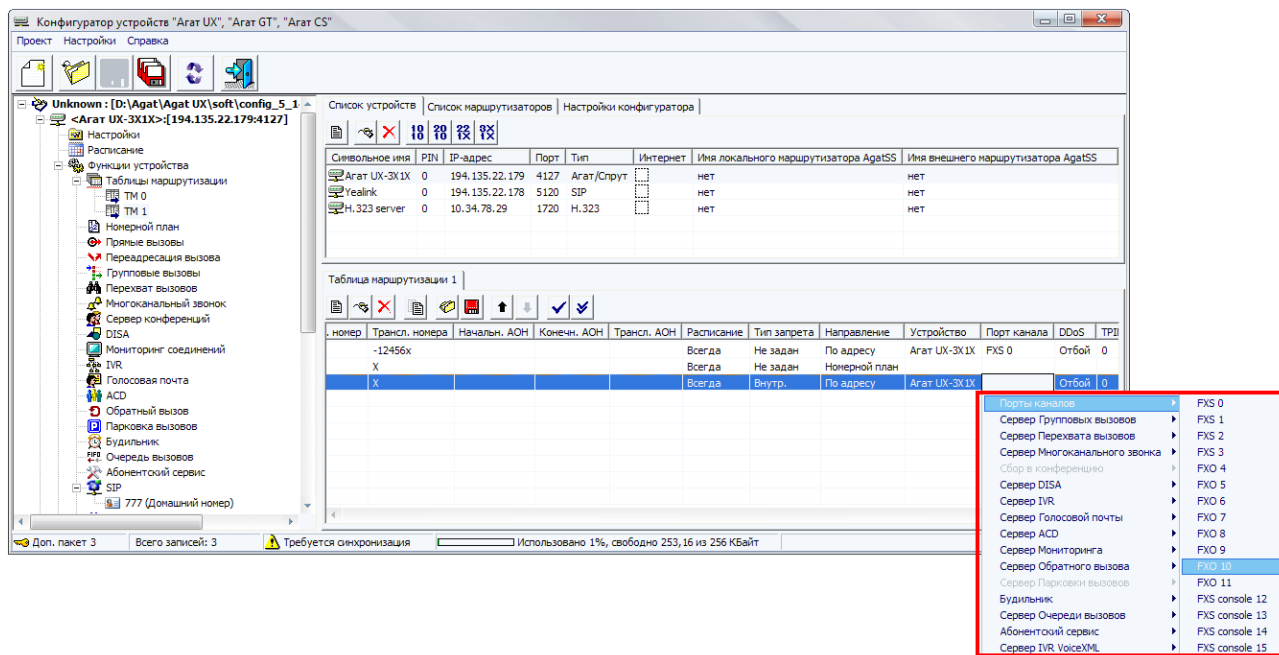 Конфигуратор устройств "Агат UX", "Агат GT", "Агат CS"
Проект Настройки Справка
Unknown : [D:\Agat\Agat UX\soft\config_5_1-
<Агат UX-3X1X>:[194.135.22.179:4127]
Настройки
Расписание
Функции устройства
Таблицы маршрутизации
TM 0
TM 1
Номерной план
Прямые вызовы
Переадресация вызова
Групповые вызовы
Перехват вызовов
Многоканальный звонок
Сервер конференций
DISA
Мониторинг соединений
IVR
Голосовая почта
ACD
Обратный вызов
Парковка вызовов
Будильник
Очередь вызовов
Абонентский сервис
SIP
777 (Домашний номер)
Список устройств Список маршрутизаторов Настройки конфигуратора
Символьное имя PIN IP-адрес Порт Тип Интернет Имя локального маршрутизатора AgatSS Имя внешнего маршрутизатора AgatSS
Агат UX-3X1X 0 194.135.22.179 4127 Агат/Спрут нет нет
Yealink 0 194.135.22.178 5120 SIP нет нет
H.323 server 0 10.34.78.29 1720 H.323 нет нет
Таблица маршрутизации 1
. номер Трансл. номера Начальн. АОН Конечн. АОН Трансл. АОН Расписание Тип запрета Направление Устройство Порт канала DDoS TPII
-12456x Всегда Не задан По адресу Агат UX-3X1X FXS 0 Отбой 0
X Всегда Не задан Номерной план
X Всегда Внутр. По адресу Агат UX-3X1X Отбой 0
Порты каналов FXS 0
Сервер Групповых вызовов FXS 1
Сервер Перехвата вызовов FXS 2
Сервер Многоканального звонка FXS 3
Сбор в конференцию FXO 4
Сервер DISA FXO 5
Сервер IVR FXO 6
Сервер Голосовой почты FXO 7
Сервер ACD FXO 8
Сервер Мониторинга FXO 9
Сервер Обратного вызова FXO 10
Сервер Парковки вызовов FXO 11
Будильник FXS console 12
Сервер Очереди вызовов FXS console 13
Абонентский сервис FXS console 14
Сервер IVR VoiceXML FXS console 15
Доп. пакет 3 Всего записей: 3 Требуется синхронизация Использовано 1%, свободно 253,16 из 256 КБайт